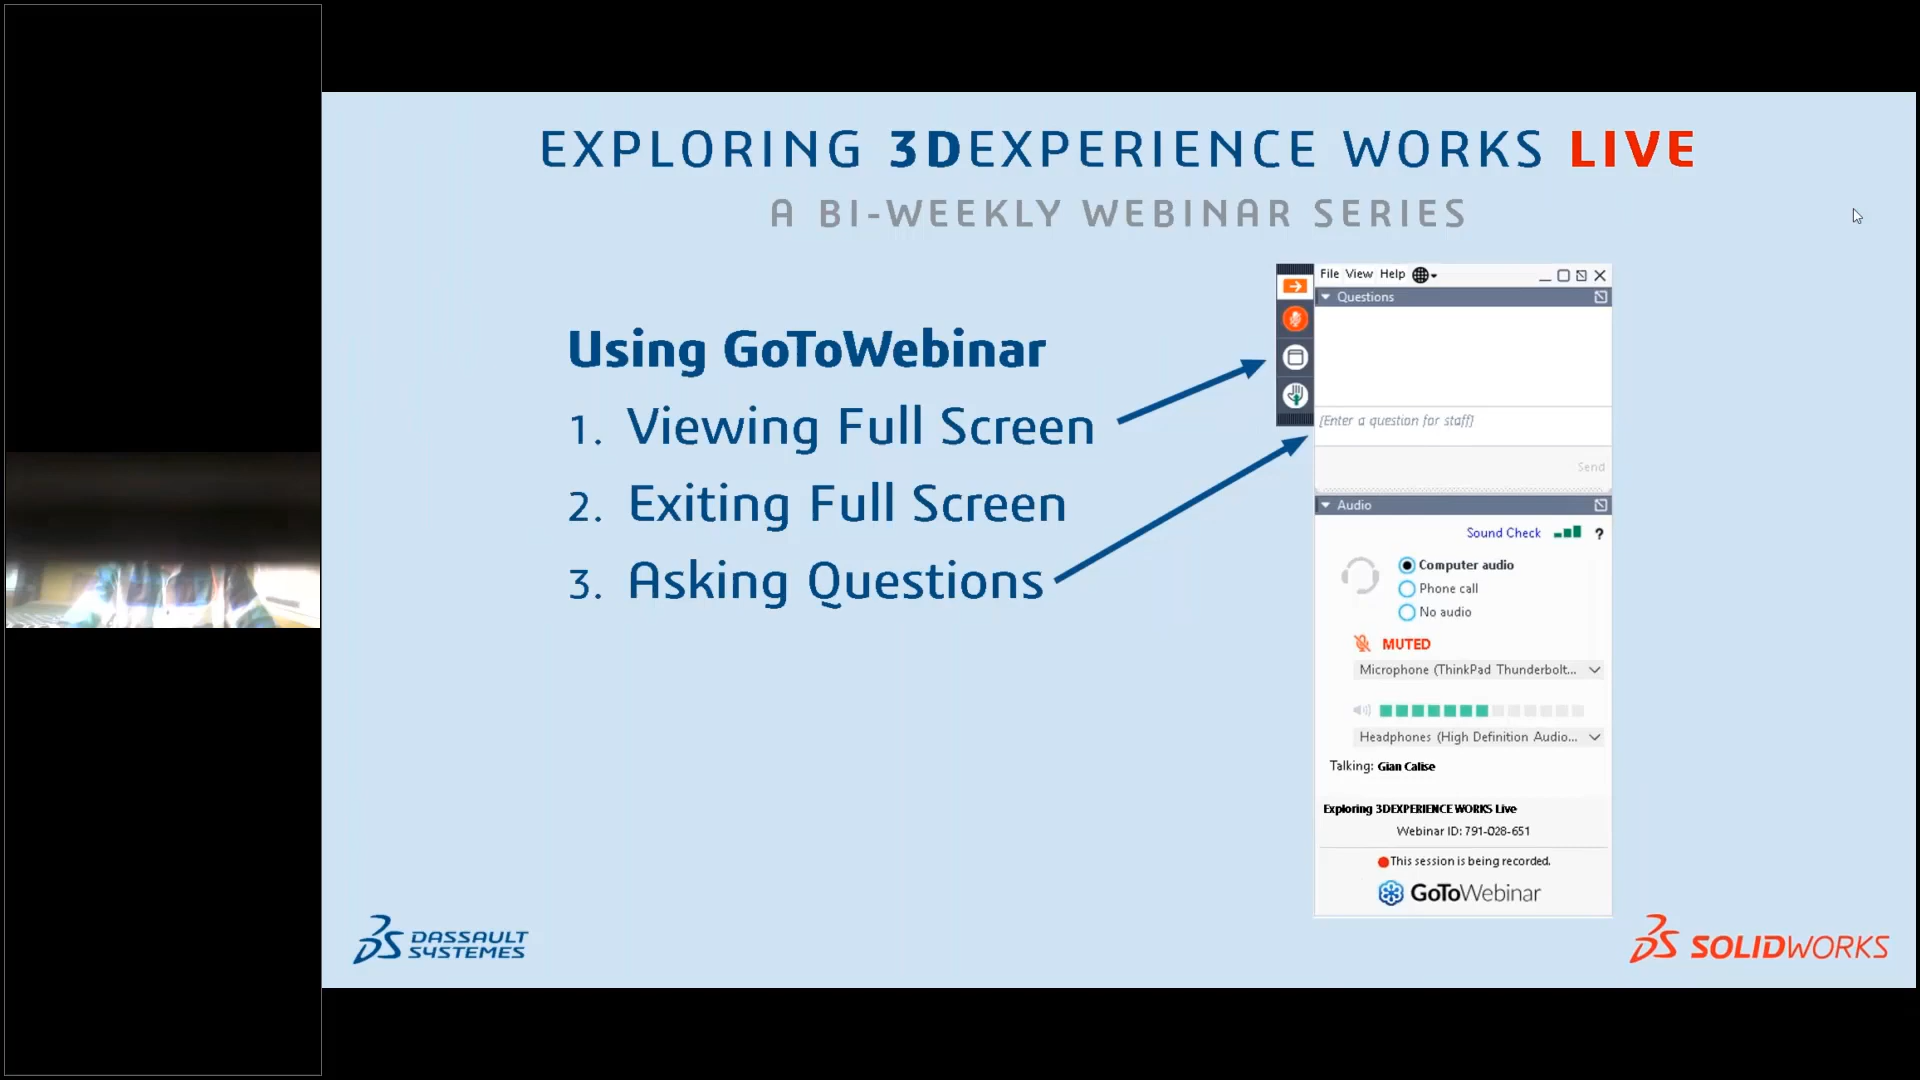 EXPLORING 3DEXPERIENCE WORKS LIVE
A BI-WEEKLY WEBINAR SERIES
Using GoToWebinar
1. Viewing Full Screen
2. Exiting Full Screen
3. Asking Questions
File View Help
Questions
[Enter a question for staff]
Send
Audio
Sound Check ?
Computer audio
Phone call
No audio
MUTED
Microphone (ThinkPad Thunderbolt...
Headphones (High Definition Audio...
Talking: Gian Calise
Exploring 3DEXPERIENCE WORKS Live
Webinar ID: 791-028-651
This session is being recorded.
GoToWebinar
DASSAULT
SYSTEMES
SOLIDWORKS